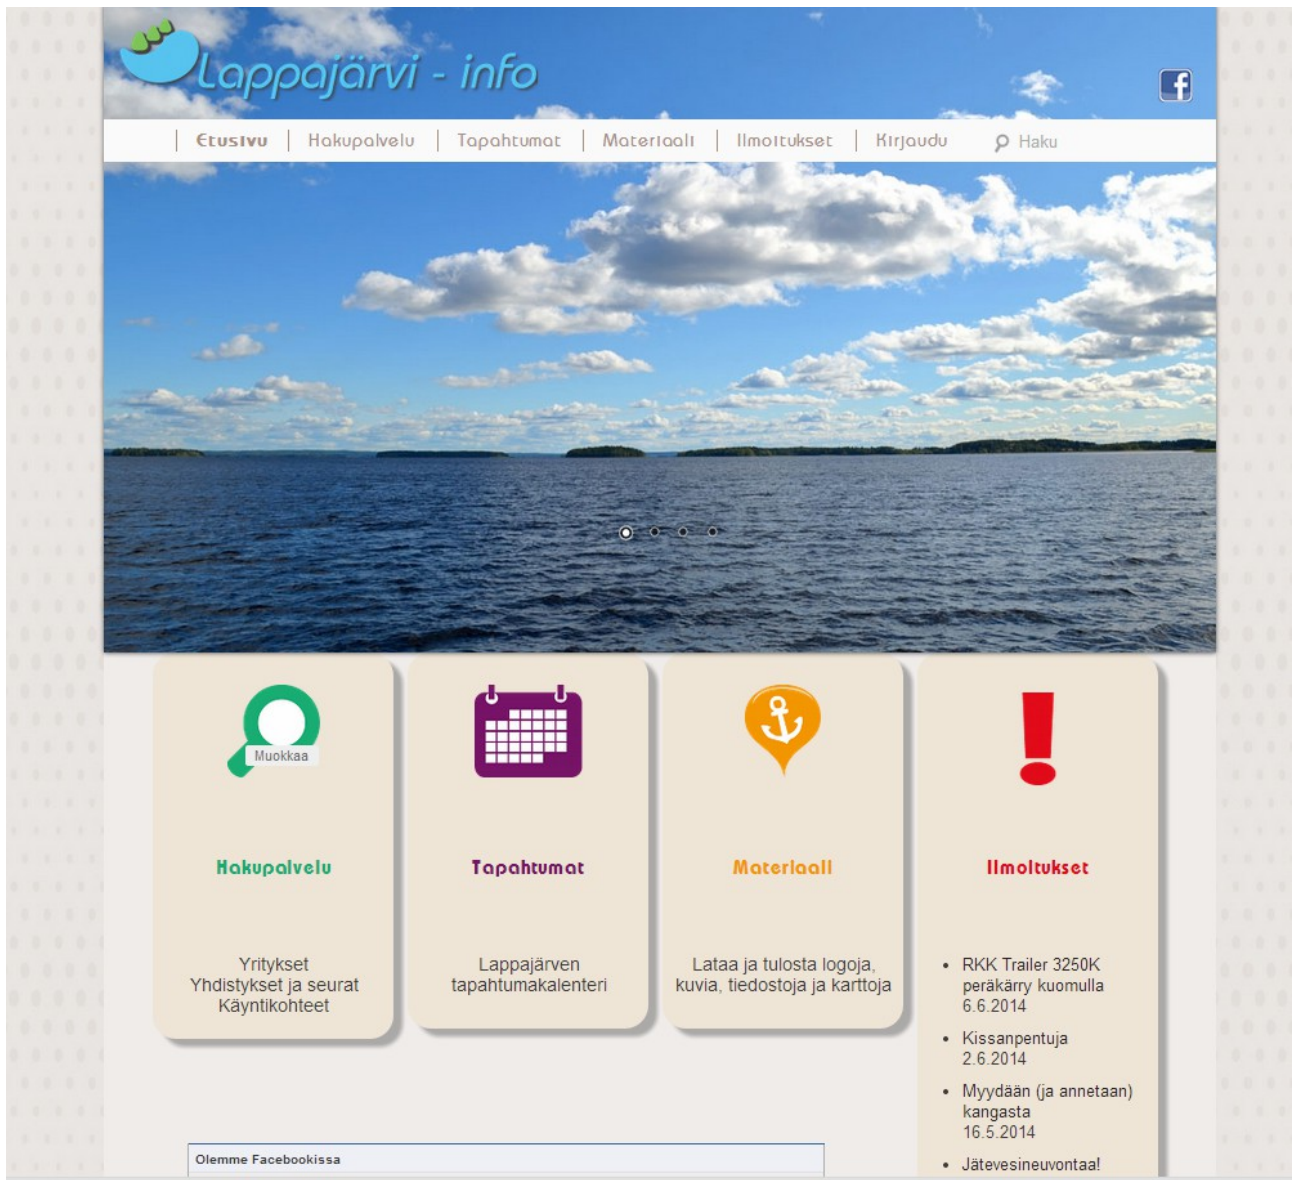 Lappajärvi - info
Etusivu Hakupalvelu Tapahtumat Materiaali Ilmoitukset Kirjaudu Haku
Muokkaa
Hakupalvelu
Yritykset
Yhdistykset ja seurat
Käyntikohteet
Tapahtumat
Lappajärven
tapahtumakalenteri
Materiaali
Lataa ja tulosta logoja,
kuvia, tiedostoja ja karttoja
Ilmoitukset
• RKK Trailer 3250K
peräkärry kuomulla
6.6.2014
• Kissanpentuja
2.6.2014
• Myydään (ja annetaan)
kangasta
16.5.2014
• Jätevesineuvontaa!
Olemme Facebookissa